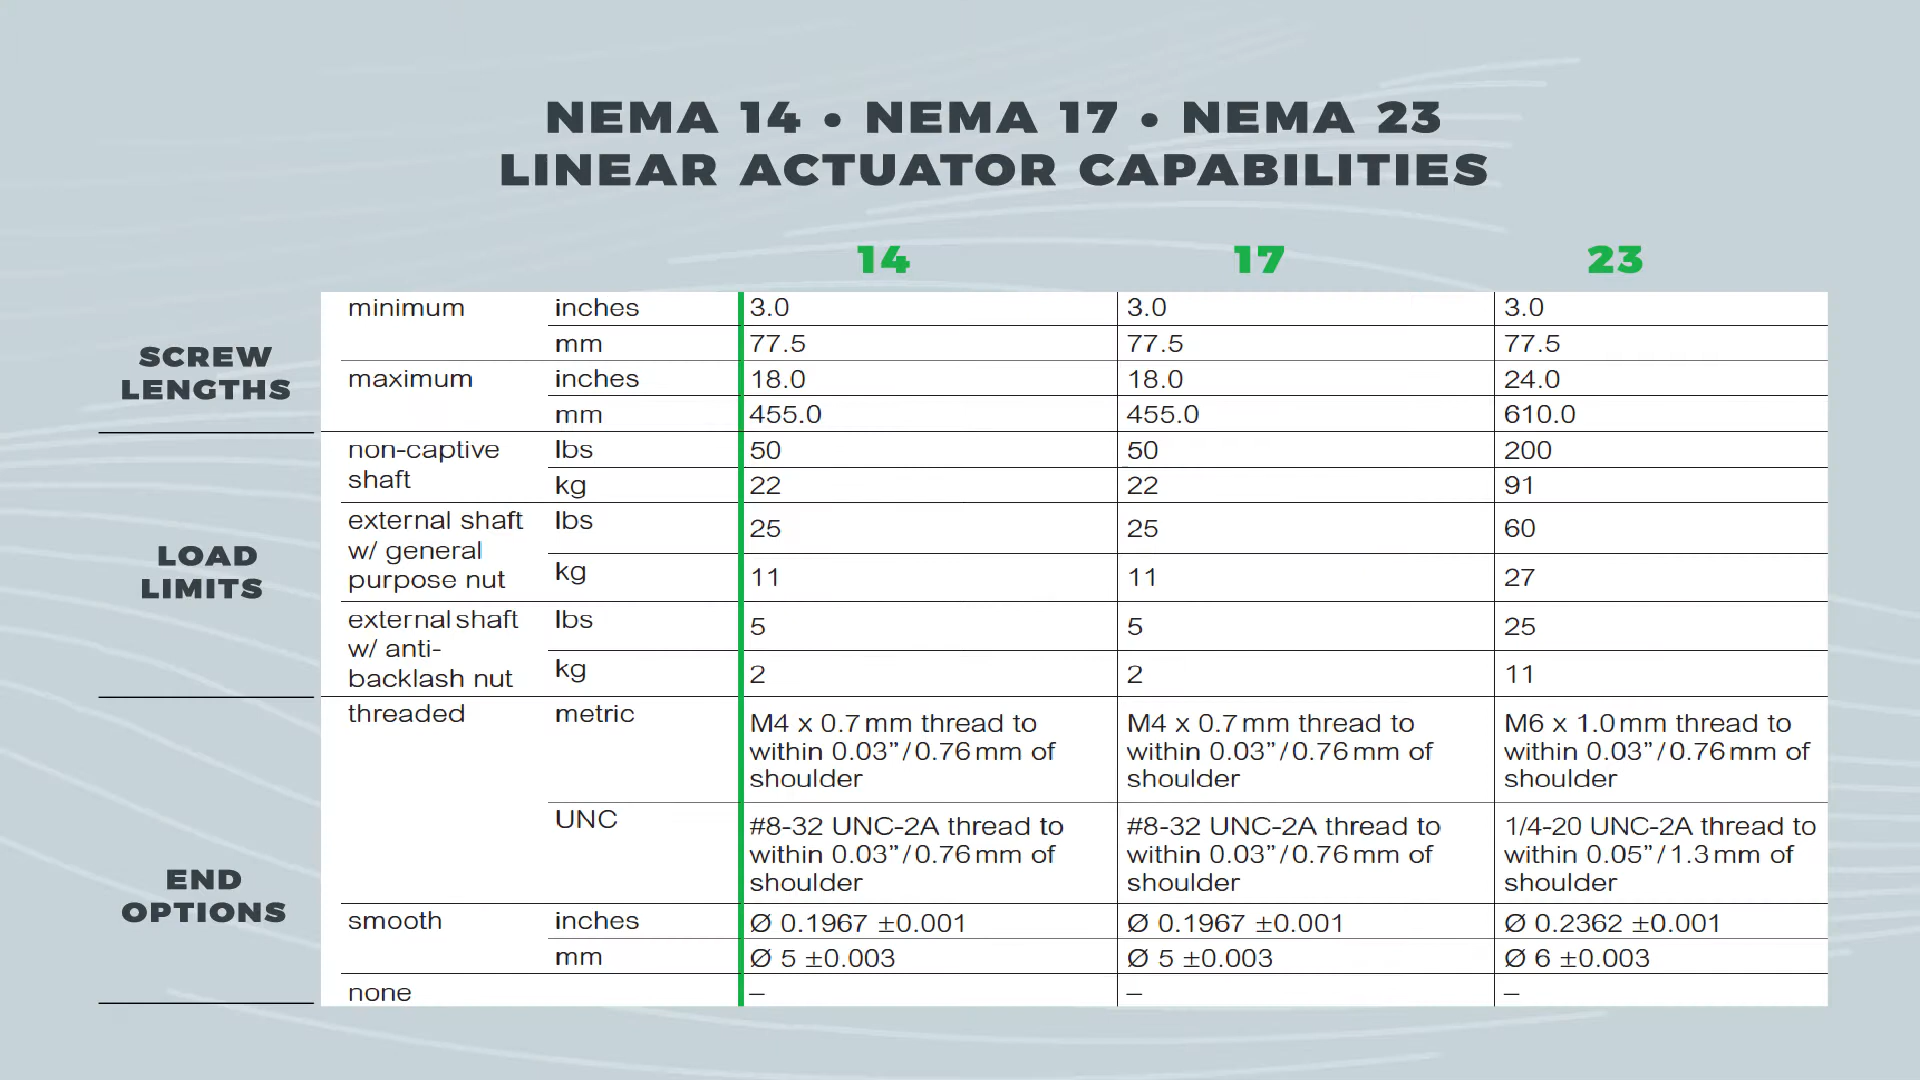 NEMA 14 • NEMA 17 • NEMA 23
LINEAR ACTUATOR CAPABILITIES
14 17 23
SCREW
LENGTHS
minimum inches 3.0 3.0 3.0
mm 77.5 77.5 77.5
maximum inches 18.0 18.0 24.0
mm 455.0 455.0 610.0
LOAD
LIMITS
non-captive
shaft
lbs 50 50 200
kg 22 22 91
external shaft
w/ general
purpose nut
lbs 25 25 60
kg 11 11 27
external shaft
w/ anti-
backlash nut
lbs 5 5 25
kg 2 2 11
END
OPTIONS
threaded
metric
M4 x 0.7 mm thread to
within 0.03”/0.76 mm of
shoulder
M4 x 0.7 mm thread to
within 0.03”/0.76 mm of
shoulder
M6 x 1.0 mm thread to
within 0.03”/0.76 mm of
shoulder
UNC
#8-32 UNC-2A thread to
within 0.03”/0.76 mm of
shoulder
#8-32 UNC-2A thread to
within 0.03”/0.76 mm of
shoulder
1/4-20 UNC-2A thread to
within 0.05”/1.3 mm of
shoulder
smooth inches Ø 0.1967 ±0.001 Ø 0.1967 ±0.001 Ø 0.2362 ±0.001
mm Ø 5 ±0.003 Ø 5 ±0.003 Ø 6 ±0.003
none – – –